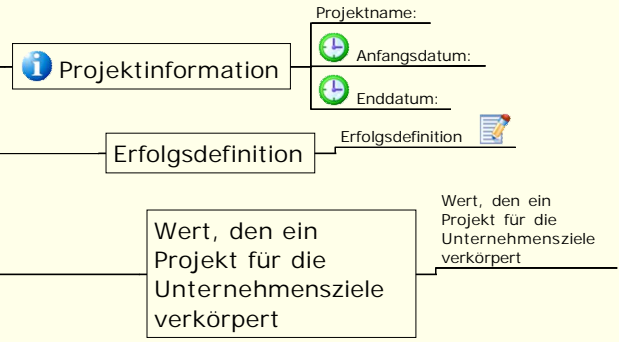 Projektname:
Projektinformation
Anfangsdatum:
Enddatum:
Erfolgsdefinition
Erfolgsdefinition
Wert, den ein
Projekt für die
Unternehmensziele
verkörpert
Wert, den ein
Projekt für die
Unternehmensziele
verkörpert